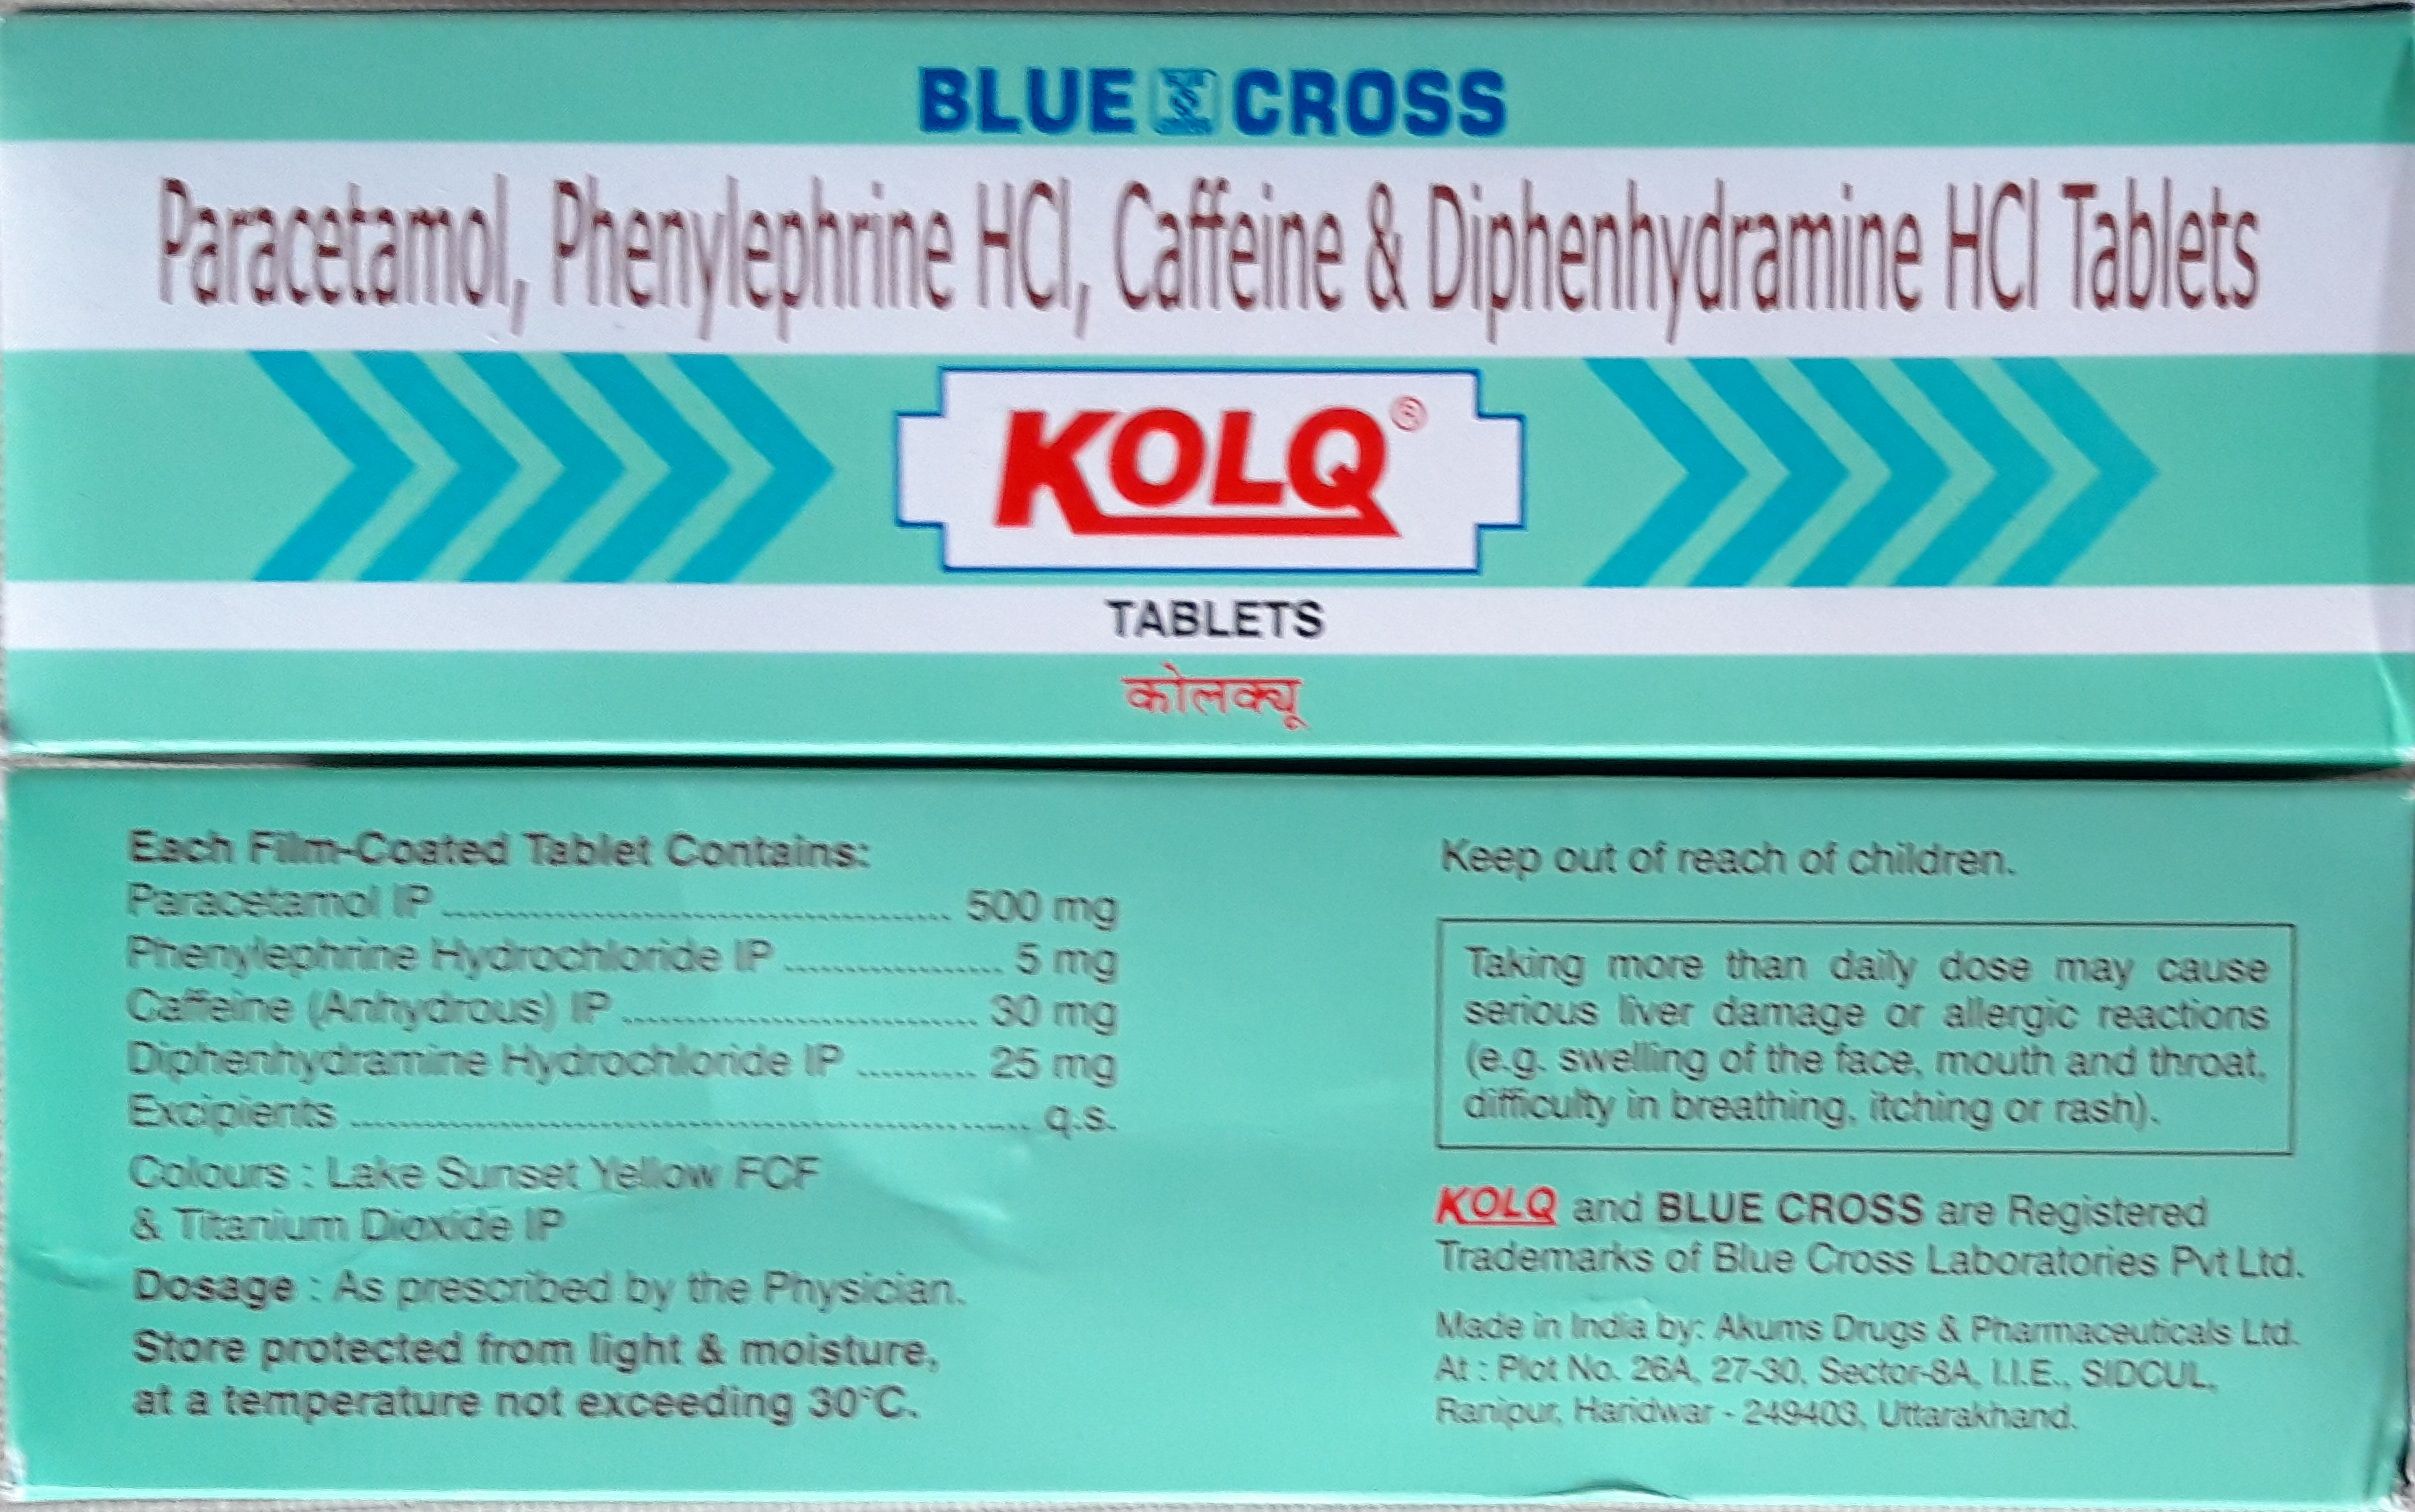 BLUE CROSS
Paracetamol, Phenylephrine HCl, Caffeine & Diphenhydramine HCl Tablets
KOLQ®
TABLETS
कोलक्यू
Each Film-Coated Tablet Contains:
Paracetamol IP ........................................ 500 mg
Phenylephrine Hydrochloride IP .................. 5 mg
Caffeine (Anhydrous) IP ............................ 30 mg
Diphenhydramine Hydrochloride IP .......... 25 mg
Excipients ...................................................... q.s.
Colours : Lake Sunset Yellow FCF
& Titanium Dioxide IP
Dosage : As prescribed by the Physician.
Store protected from light & moisture,
at a temperature not exceeding 30°C.
Keep out of reach of children.
Taking more than daily dose may cause
serious liver damage or allergic reactions
(e.g. swelling of the face, mouth and throat,
difficulty in breathing, itching or rash).
KOLQ and BLUE CROSS are Registered
Trademarks of Blue Cross Laboratories Pvt Ltd.
Made in India by: Akums Drugs & Pharmaceuticals Ltd.
At : Plot No. 26A, 27-30, Sector-8A, I.I.E., SIDCUL,
Ranipur, Haridwar - 249403, Uttarakhand.